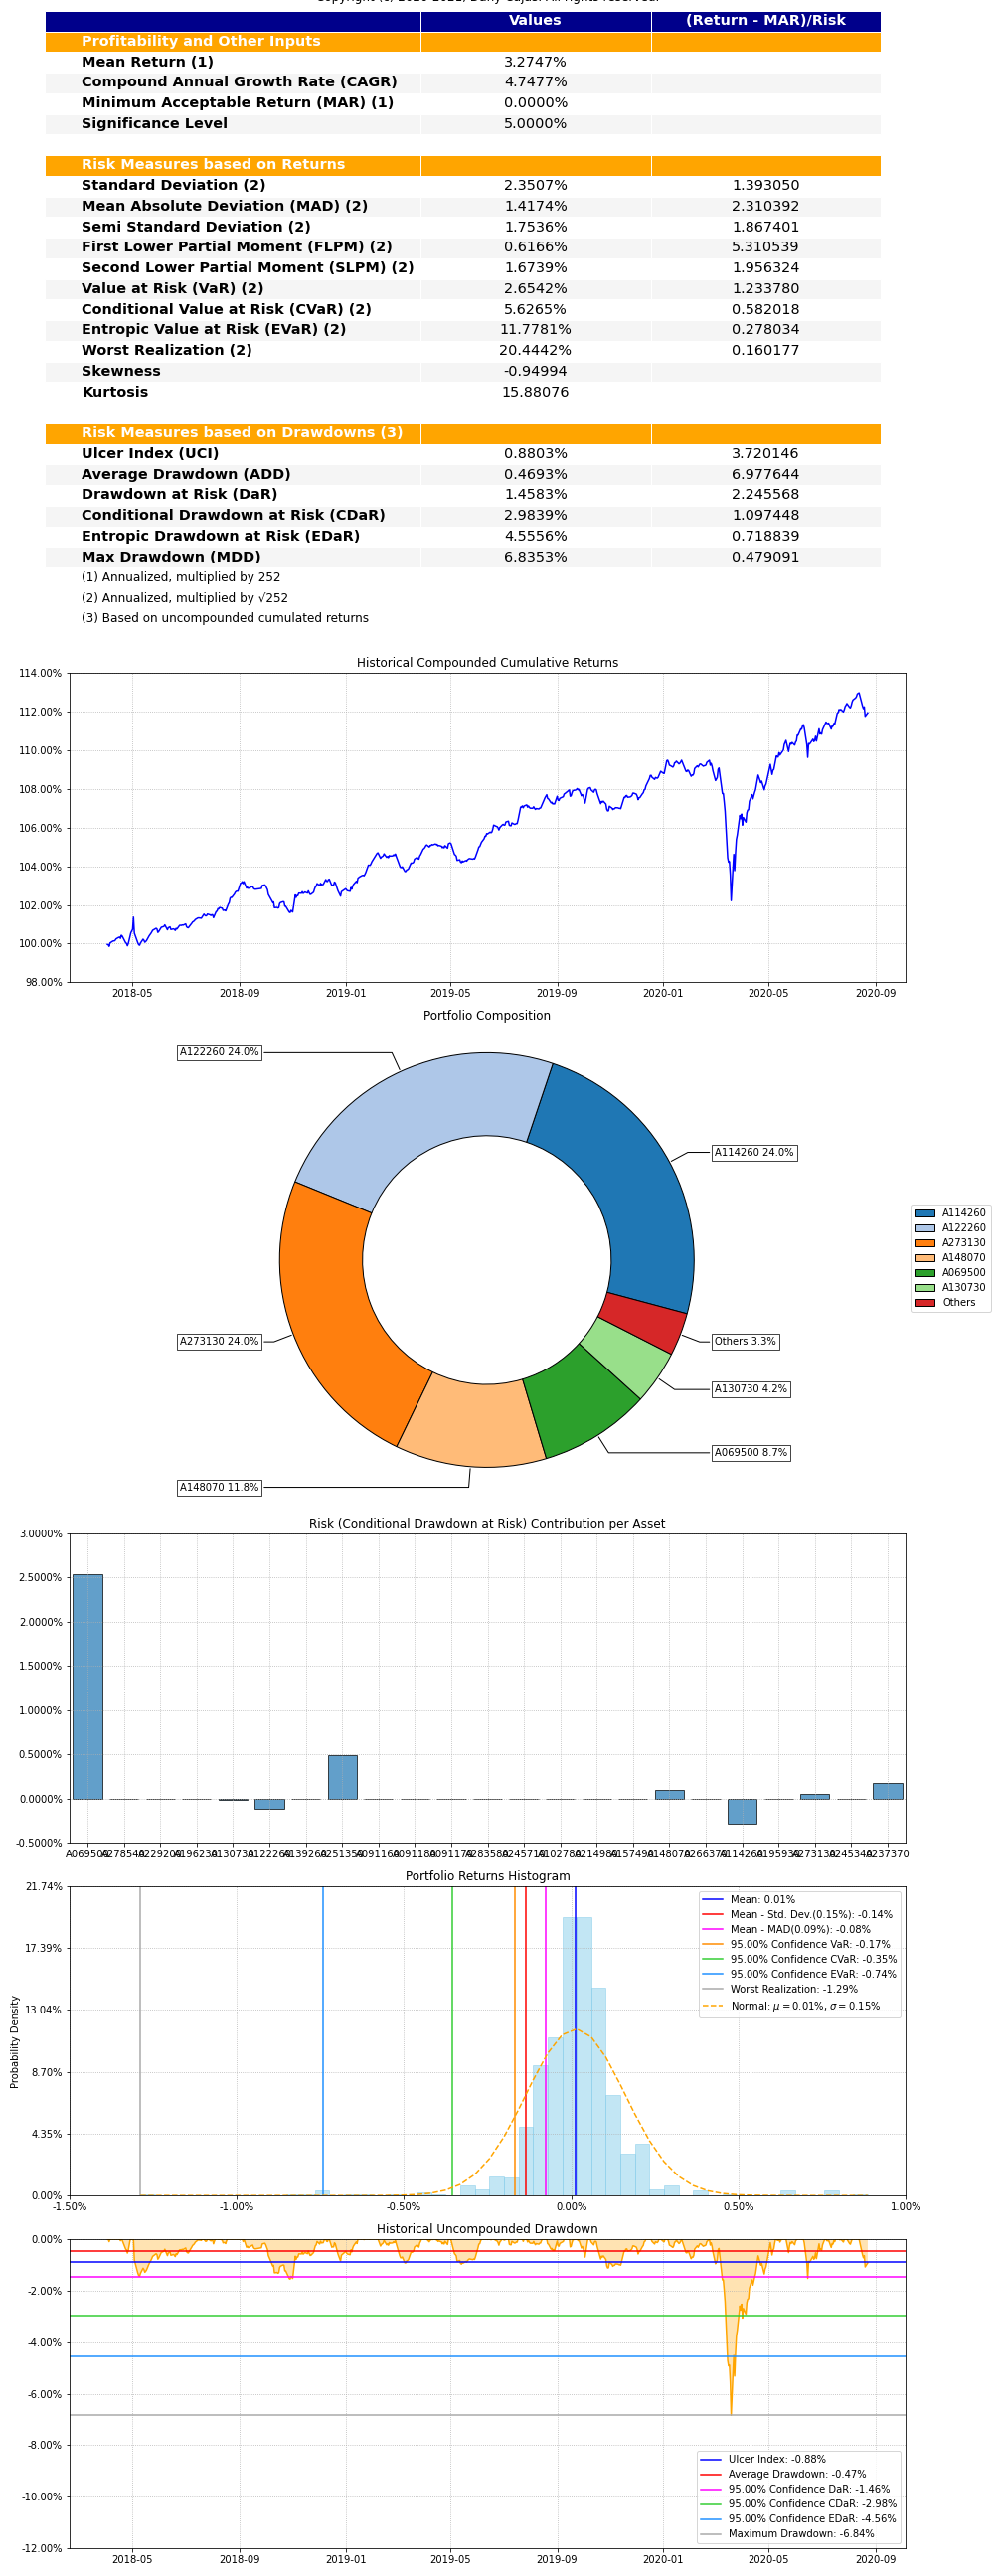 Copyright (c) 2020-2021, Dany Cajas. All rights reserved.
Values (Return - MAR)/Risk
Profitability and Other Inputs
Mean Return (1) 3.2747%
Compound Annual Growth Rate (CAGR) 4.7477%
Minimum Acceptable Return (MAR) (1) 0.0000%
Significance Level 5.0000%
Risk Measures based on Returns
Standard Deviation (2) 2.3507% 1.393050
Mean Absolute Deviation (MAD) (2) 1.4174% 2.310392
Semi Standard Deviation (2) 1.7536% 1.867401
First Lower Partial Moment (FLPM) (2) 0.6166% 5.310539
Second Lower Partial Moment (SLPM) (2) 1.6739% 1.956324
Value at Risk (VaR) (2) 2.6542% 1.233780
Conditional Value at Risk (CVaR) (2) 5.6265% 0.582018
Entropic Value at Risk (EVaR) (2) 11.7781% 0.278034
Worst Realization (2) 20.4442% 0.160177
Skewness -0.94994
Kurtosis 15.88076
Risk Measures based on Drawdowns (3)
Ulcer Index (UCI) 0.8803% 3.720146
Average Drawdown (ADD) 0.4693% 6.977644
Drawdown at Risk (DaR) 1.4583% 2.245568
Conditional Drawdown at Risk (CDaR) 2.9839% 1.097448
Entropic Drawdown at Risk (EDaR) 4.5556% 0.718839
Max Drawdown (MDD) 6.8353% 0.479091
(1) Annualized, multiplied by 252
(2) Annualized, multiplied by √252
(3) Based on uncompounded cumulated returns
Historical Compounded Cumulative Returns
114.00%
112.00%
110.00%
108.00%
106.00%
104.00%
102.00%
100.00%
98.00%
2018-05 2018-09 2019-01 2019-05 2019-09 2020-01 2020-05 2020-09
Portfolio Composition
A122260 24.0%
A114260 24.0%
A273130 24.0%
Others 3.3%
A130730 4.2%
A069500 8.7%
A148070 11.8%
A114260
A122260
A273130
A148070
A069500
A130730
Others
Risk (Conditional Drawdown at Risk) Contribution per Asset
3.0000%
2.5000%
2.0000%
1.5000%
1.0000%
0.5000%
0.0000%
-0.5000%
A237370
Portfolio Returns Histogram
Probability Density
21.74%
17.39%
13.04%
8.70%
4.35%
0.00%
-1.50% -1.00% -0.50% 0.00% 0.50% 1.00%
Mean: 0.01%
Mean - Std. Dev.(0.15%): -0.14%
Mean - MAD(0.09%): -0.08%
95.00% Confidence VaR: -0.17%
95.00% Confidence CVaR: -0.35%
95.00% Confidence EVaR: -0.74%
Worst Realization: -1.29%
Normal: μ = 0.01%, σ = 0.15%
Historical Uncompounded Drawdown
0.00%
-2.00%
-4.00%
-6.00%
-8.00%
-10.00%
-12.00%
2018-05 2018-09 2019-01 2019-05 2019-09 2020-01 2020-05 2020-09
Ulcer Index: -0.88%
Average Drawdown: -0.47%
95.00% Confidence DaR: -1.46%
95.00% Confidence CDaR: -2.98%
95.00% Confidence EDaR: -4.56%
Maximum Drawdown: -6.84%